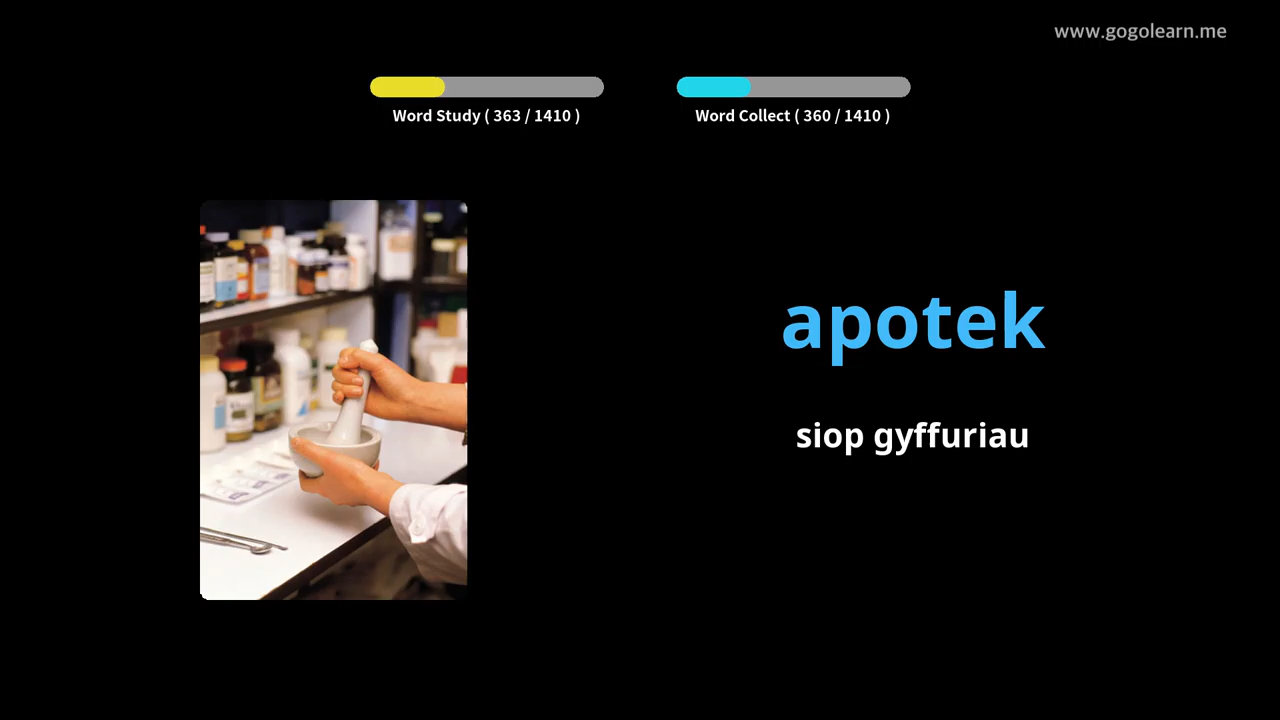 www.gogolearn.me
Word Study ( 363 / 1410 )
Word Collect ( 360 / 1410 )
apotek
siop gyffuriau